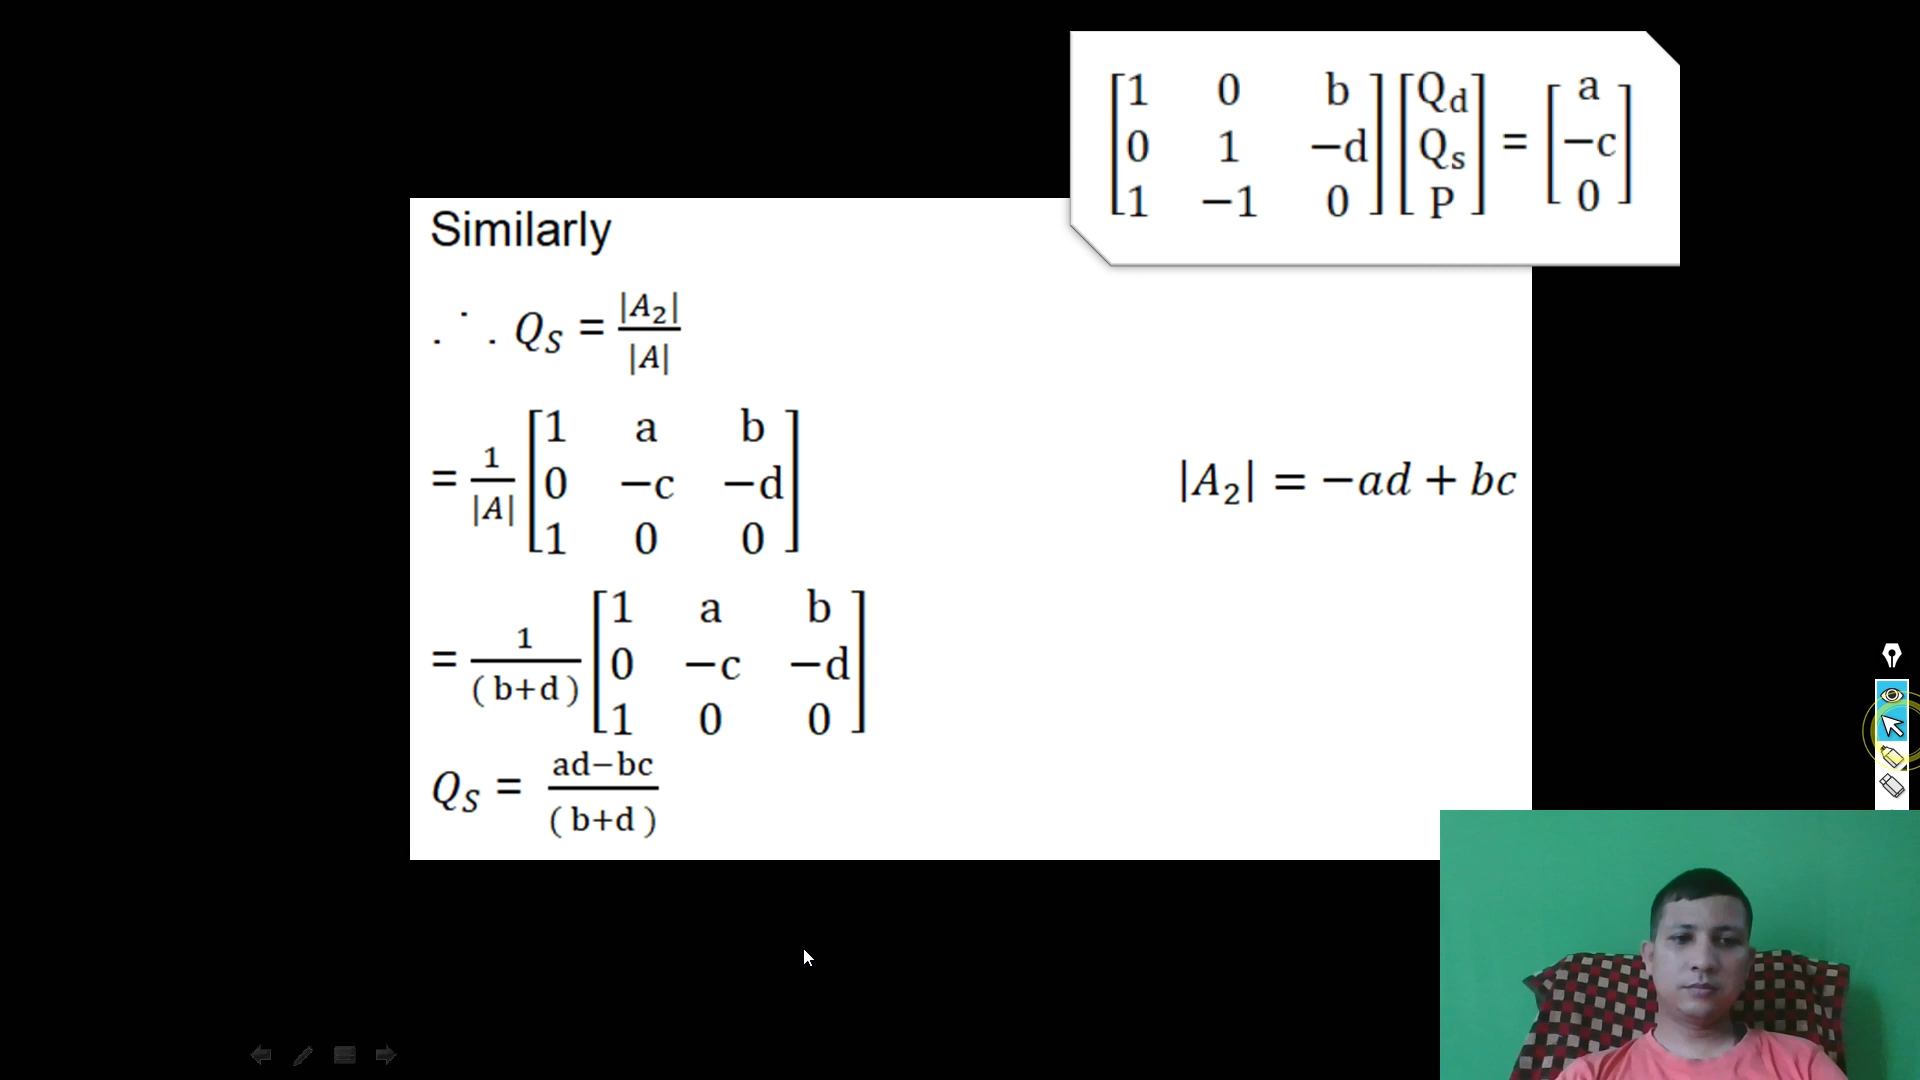 [1 0 b] [Q_d] = [a]
[0 1 −d] [Q_s] [−c]
[1 −1 0] [P] [0]
Similarly
∴ Q_S = |A_2| / |A|
= 1/|A| [1 a b]
[0 −c −d]
[1 0 0]
|A_2| = −ad + bc
= 1/( b+d ) [1 a b]
[0 −c −d]
[1 0 0]
Q_S = ad−bc / ( b+d )